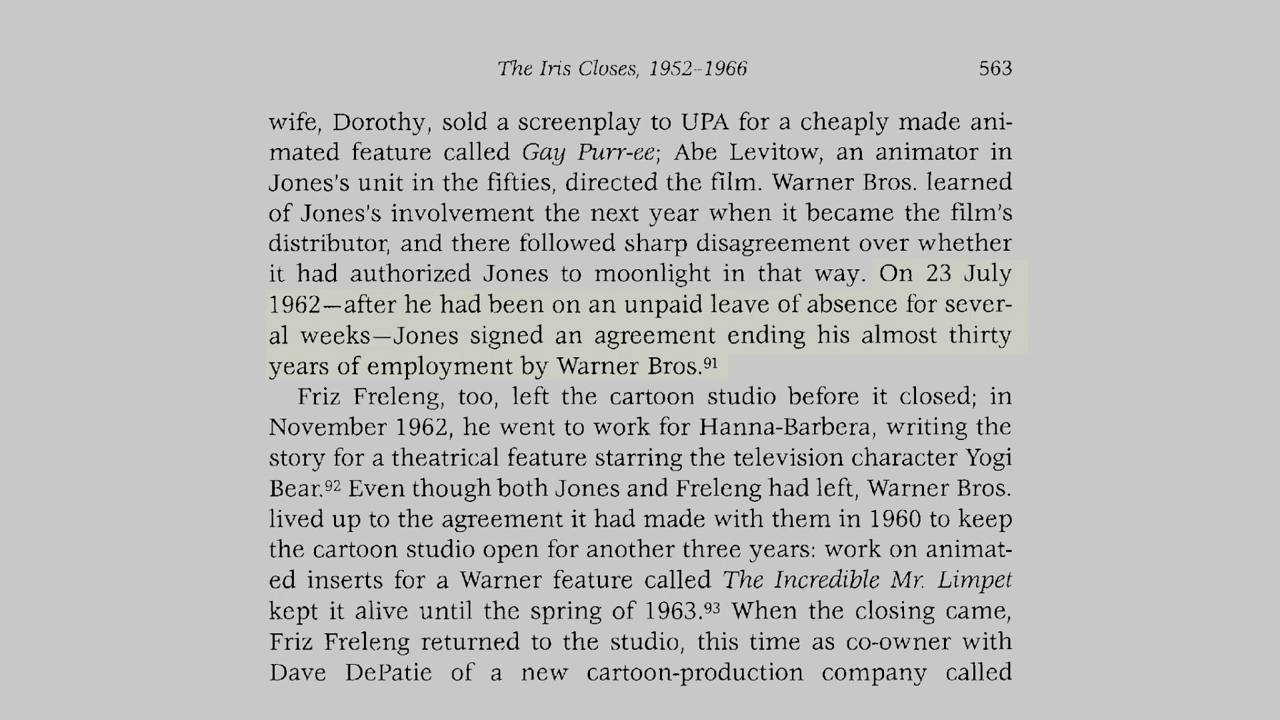 The Iris Closes, 1952–1966 563
wife, Dorothy, sold a screenplay to UPA for a cheaply made ani-
mated feature called Gay Purr-ee; Abe Levitow, an animator in
Jones's unit in the fifties, directed the film. Warner Bros. learned
of Jones's involvement the next year when it became the film's
distributor, and there followed sharp disagreement over whether
it had authorized Jones to moonlight in that way. On 23 July
1962—after he had been on an unpaid leave of absence for sever-
al weeks—Jones signed an agreement ending his almost thirty
years of employment by Warner Bros.91
Friz Freleng, too, left the cartoon studio before it closed; in
November 1962, he went to work for Hanna-Barbera, writing the
story for a theatrical feature starring the television character Yogi
Bear.92 Even though both Jones and Freleng had left, Warner Bros.
lived up to the agreement it had made with them in 1960 to keep
the cartoon studio open for another three years: work on animat-
ed inserts for a Warner feature called The Incredible Mr. Limpet
kept it alive until the spring of 1963.93 When the closing came,
Friz Freleng returned to the studio, this time as co-owner with
Dave DePatie of a new cartoon-production company called